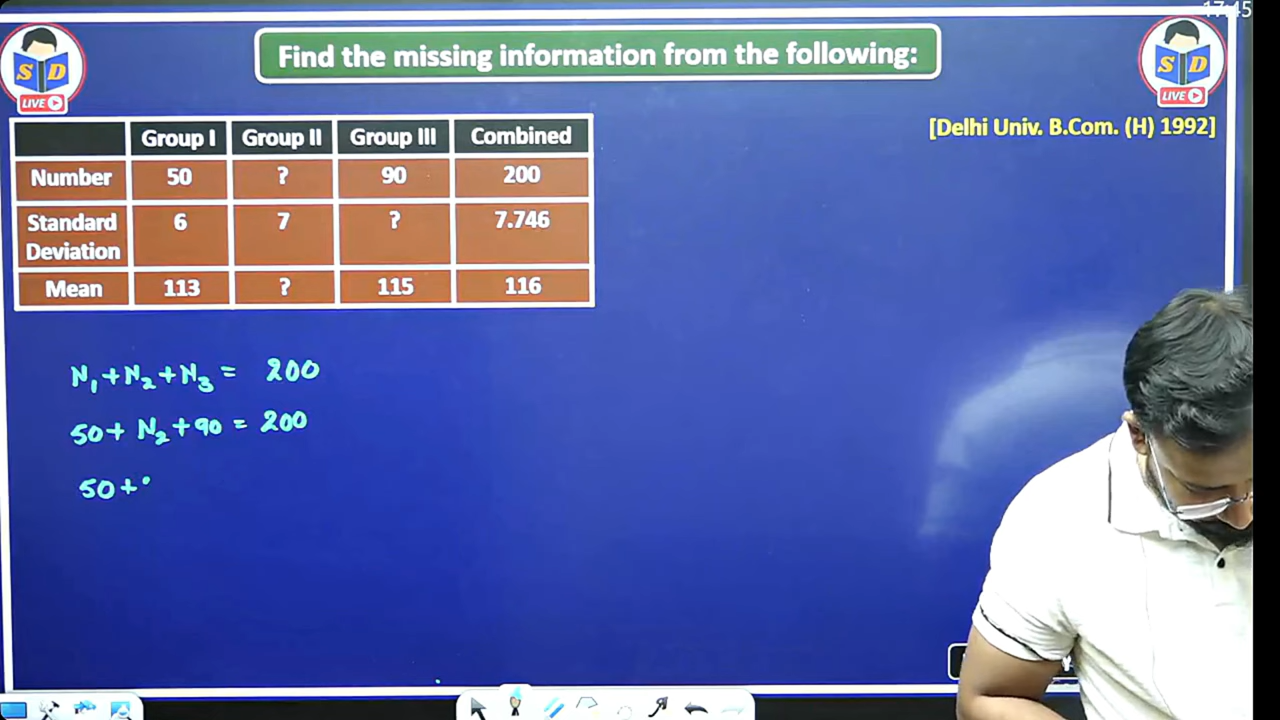 17:45
Find the missing information from the following:
S D
LIVE
S D
LIVE
[Delhi Univ. B.Com. (H) 1992]
Group I Group II Group III Combined
Number 50 ? 90 200
Standard Deviation 6 7 ? 7.746
Mean 113 ? 115 116
N₁+N₂+N₃ = 200
50+ N₂+90 = 200
50+